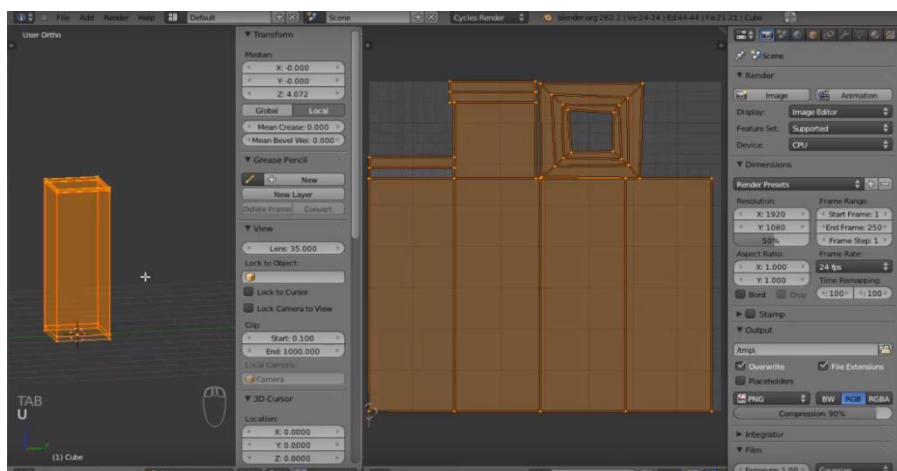 File Add Render Help Default Scene Cycles Render blender.org 262.2 | Ve:24-24 | Ed:44-44 | Fa:21-21 | Cube
User Ortho
TAB
U
(1) Cube
Transform
Median:
X: -0.000
Y: -0.000
Z: 4.072
Global Local
Mean Crease: 0.000
Mean Bevel Wei: 0.000
Grease Pencil
New
New Layer
Delete Frame Convert
View
Lens: 35.000
Lock to Object:
Lock to Cursor
Lock Camera to View
Clip:
Start: 0.100
End: 1000.000
Local Camera:
Camera
3D Cursor
Location:
X: 0.0000
Y: 0.0000
Z: 0.0000
Scene
Render
Image Animation
Display: Image Editor
Feature Set: Supported
Device: CPU
Dimensions
Render Presets
Resolution: Frame Range:
X: 1920 Start Frame: 1
Y: 1080 End Frame: 250
50% Frame Step: 1
Aspect Ratio: Frame Rate:
X: 1.000 24 fps
Y: 1.000 Time Remapping:
Bord Crop :100 :100
Stamp
Output
/tmp\
Overwrite File Extensions
Placeholders
PNG BW RGB RGBA
Compression: 90%
Integrator
Film
Exposure: 1.00 Gaussian